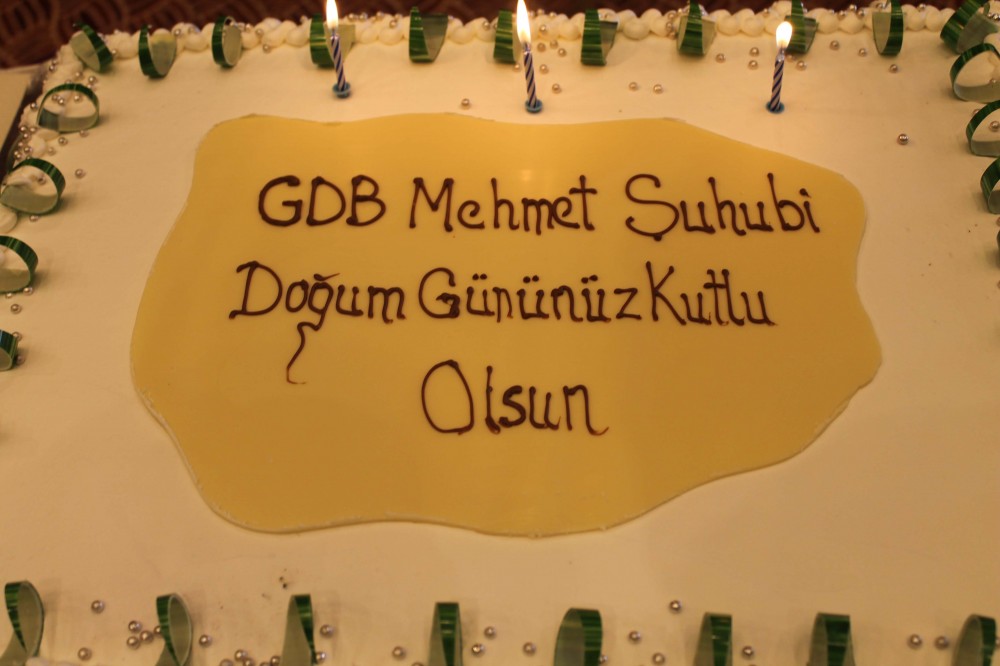 GDB Mehmet Şuhubi
Doğum Gününüz Kutlu
Olsun